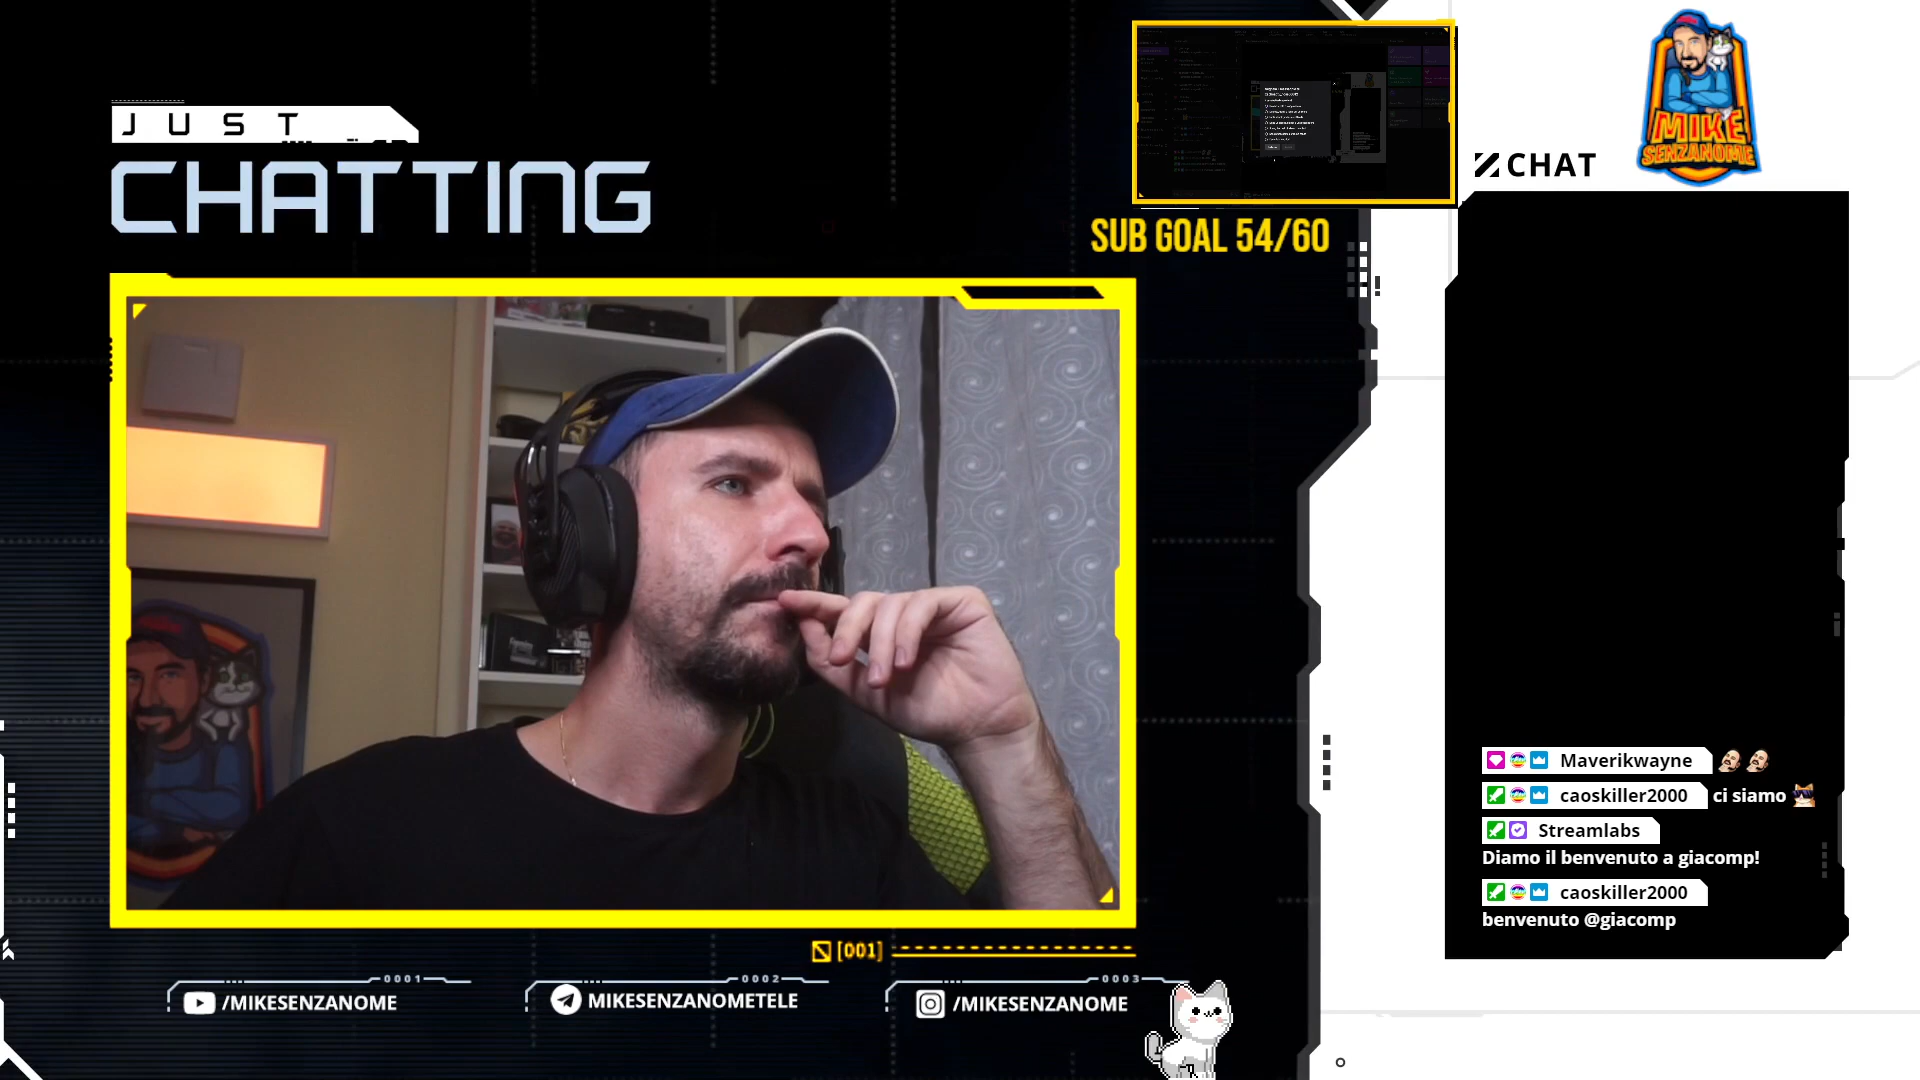 JUST
CHATTING
SUB GOAL 54/60
CHAT
MIKE
SENZANOME
Maverikwayne
caoskiller2000 ci siamo
Streamlabs
Diamo il benvenuto a giacomp!
caoskiller2000
benvenuto @giacomp
[001]
0001
/MIKESENZANOME
0002
MIKESENZANOMETELE
0003
/MIKESENZANOME